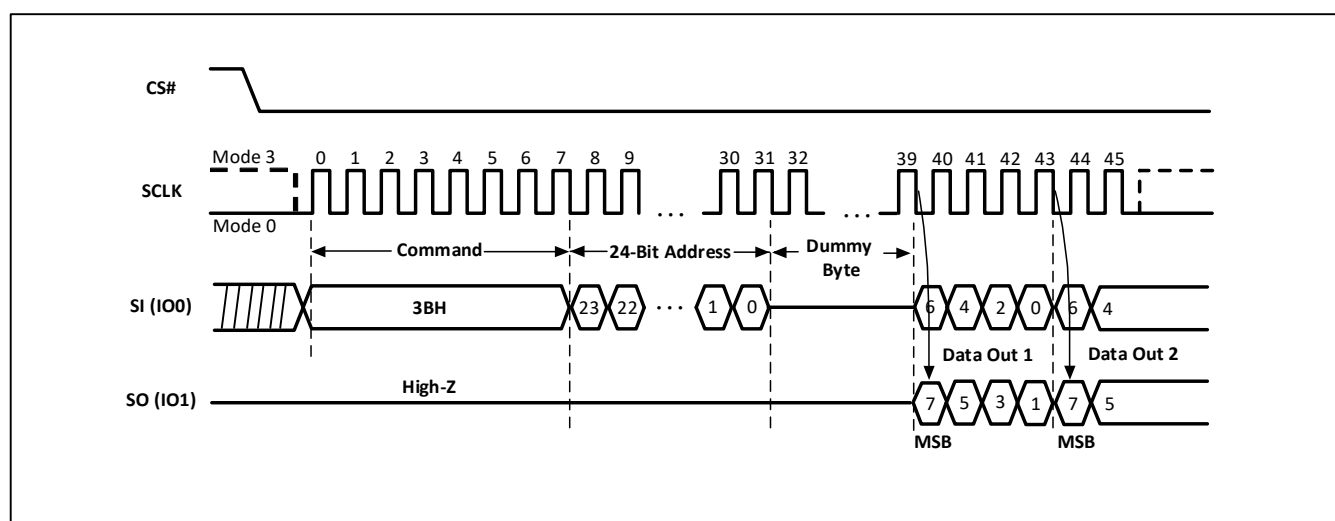 CS#
Mode 3
0 1 2 3 4 5 6 7 8 9 30 31 32 39 40 41 42 43 44 45
SCLK
... ...
Mode 0
Command
24-Bit Address
Dummy
Byte
SI (IO0)
3BH
23 22 ... 1 0 6 4 2 0 6 4
Data Out 1
Data Out 2
High-Z
SO (IO1)
7 5 3 1 7 5
MSB
MSB